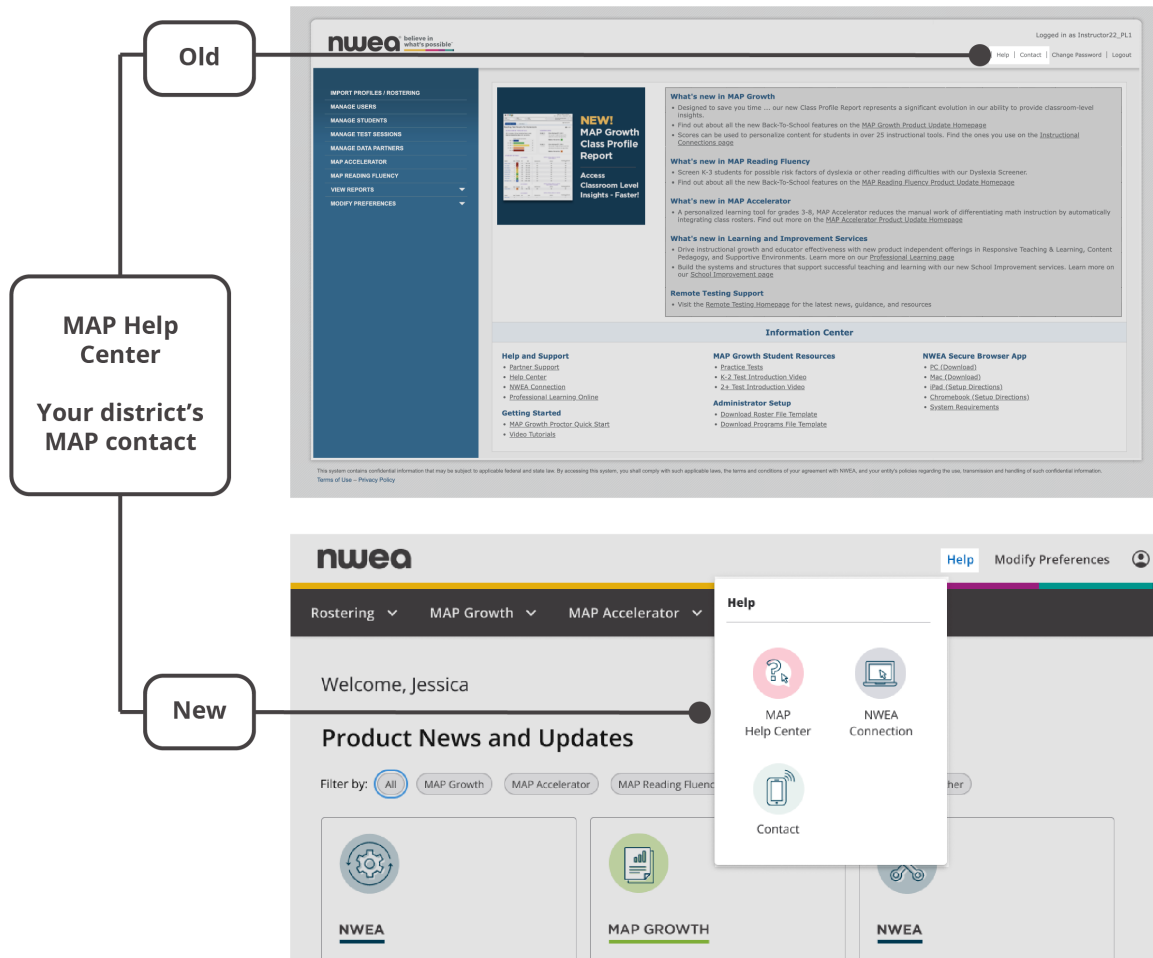 Old
MAP Help
Center
Your district's
MAP contact
New
nwea believe in
what's possible
Logged in as Instructor22_PL1
| Help | Contact | Change Password | Logout
IMPORT PROFILES / ROSTERING
MANAGE USERS
MANAGE STUDENTS
MANAGE TEST SESSIONS
MANAGE DATA PARTNERS
MAP ACCELERATOR
MAP READING FLUENCY
VIEW REPORTS
MODIFY PREFERENCES
NEW!
MAP Growth
Class Profile
Report
Access
Classroom Level
Insights - Faster!
What's new in MAP Growth
• Designed to save you time ... our new Class Profile Report represents a significant evolution in our ability to provide classroom-level
insights.
• Find out about all the new Back-To-School features on the MAP Growth Product Update Homepage
• Scores can be used to personalize content for students in over 25 instructional tools. Find the ones you use on the Instructional
Connections page
What's new in MAP Reading Fluency
• Screen K-3 students for possible risk factors of dyslexia or other reading difficulties with our Dyslexia Screener.
• Find out about all the new Back-To-School features on the MAP Reading Fluency Product Update Homepage
What's new in MAP Accelerator
• A personalized learning tool for grades 3-8, MAP Accelerator reduces the manual work of differentiating math instruction by automatically
integrating class rosters. Find out more on the MAP Accelerator Product Update Homepage
What's new in Learning and Improvement Services
• Drive instructional growth and educator effectiveness with new product independent offerings in Responsive Teaching & Learning, Content
Pedagogy, and Supportive Environments. Learn more on our Professional Learning page
• Build the systems and structures that support successful teaching and learning with our new School Improvement services. Learn more on
our School Improvement page
Remote Testing Support
• Visit the Remote Testing Homepage for the latest news, guidance, and resources
Information Center
Help and Support
• Partner Support
• Help Center
• NWEA Connection
• Professional Learning Online
Getting Started
• MAP Growth Proctor Quick Start
• Video Tutorials
MAP Growth Student Resources
• Practice Tests
• K-2 Test Introduction Video
• 2+ Test Introduction Video
Administrator Setup
• Download Roster File Template
• Download Programs File Template
NWEA Secure Browser App
• PC (Download)
• Mac (Download)
• iPad (Setup Directions)
• Chromebook (Setup Directions)
• System Requirements
This system contains confidential information that may be subject to applicable federal and state law. By accessing this system, you shall comply with such applicable laws, the terms and conditions of your agreement with NWEA, and your entity's policies regarding the use, transmission and handling of such confidential information.
Terms of Use – Privacy Policy
nwea
Help Modify Preferences
Rostering MAP Growth MAP Accelerator
Help
MAP
Help Center
NWEA
Connection
Contact
Welcome, Jessica
Product News and Updates
Filter by: All MAP Growth MAP Accelerator MAP Reading Fluenc her
NWEA
MAP GROWTH
NWEA